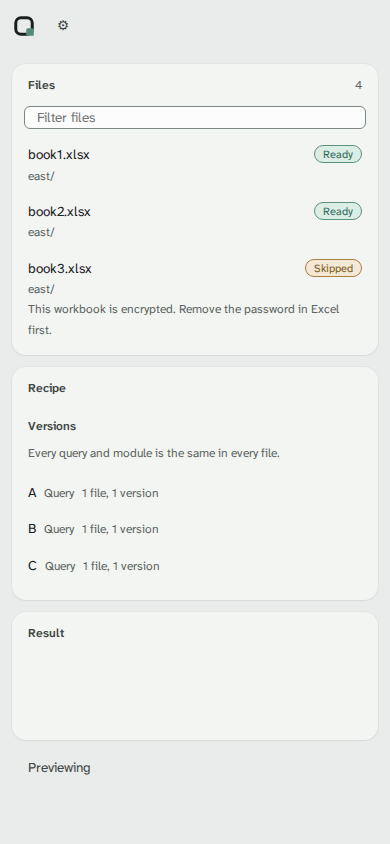 Files 4
Filter files
book1.xlsx Ready
east/
book2.xlsx Ready
east/
book3.xlsx Skipped
east/
This workbook is encrypted. Remove the password in Excel
first.
Recipe
Versions
Every query and module is the same in every file.
A Query 1 file, 1 version
B Query 1 file, 1 version
C Query 1 file, 1 version
Result
Previewing